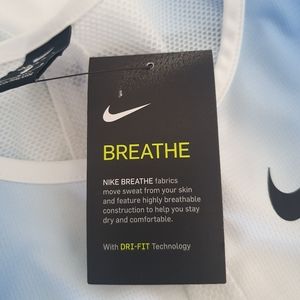 BREATHE
NIKE BREATHE fabrics
move sweat from your skin
and feature highly breathable
construction to help you stay
dry and comfortable.
With DRI-FIT Technology